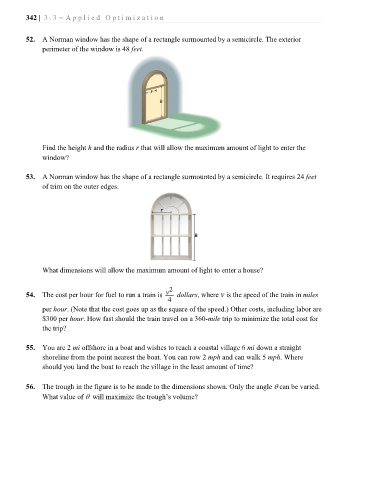 342 | 3.3 – Applied Optimization
52. A Norman window has the shape of a rectangle surmounted by a semicircle. The exterior
perimeter of the window is 48 feet.
Find the height h and the radius r that will allow the maximum amount of light to enter the
window?
53. A Norman window has the shape of a rectangle surmounted by a semicircle. It requires 24 feet
of trim on the outer edges.
r
What dimensions will allow the maximum amount of light to enter a house?
54. The cost per hour for fuel to run a train is v²/4 dollars, where v is the speed of the train in miles
per hour. (Note that the cost goes up as the square of the speed.) Other costs, including labor are
$300 per hour. How fast should the train travel on a 360-mile trip to minimize the total cost for
the trip?
55. You are 2 mi offshore in a boat and wishes to reach a coastal village 6 mi down a straight
shoreline from the point nearest the boat. You can row 2 mph and can walk 5 mph. Where
should you land the boat to reach the village in the least amount of time?
56. The trough in the figure is to be made to the dimensions shown. Only the angle θ can be varied.
What value of θ will maximize the trough's volume?